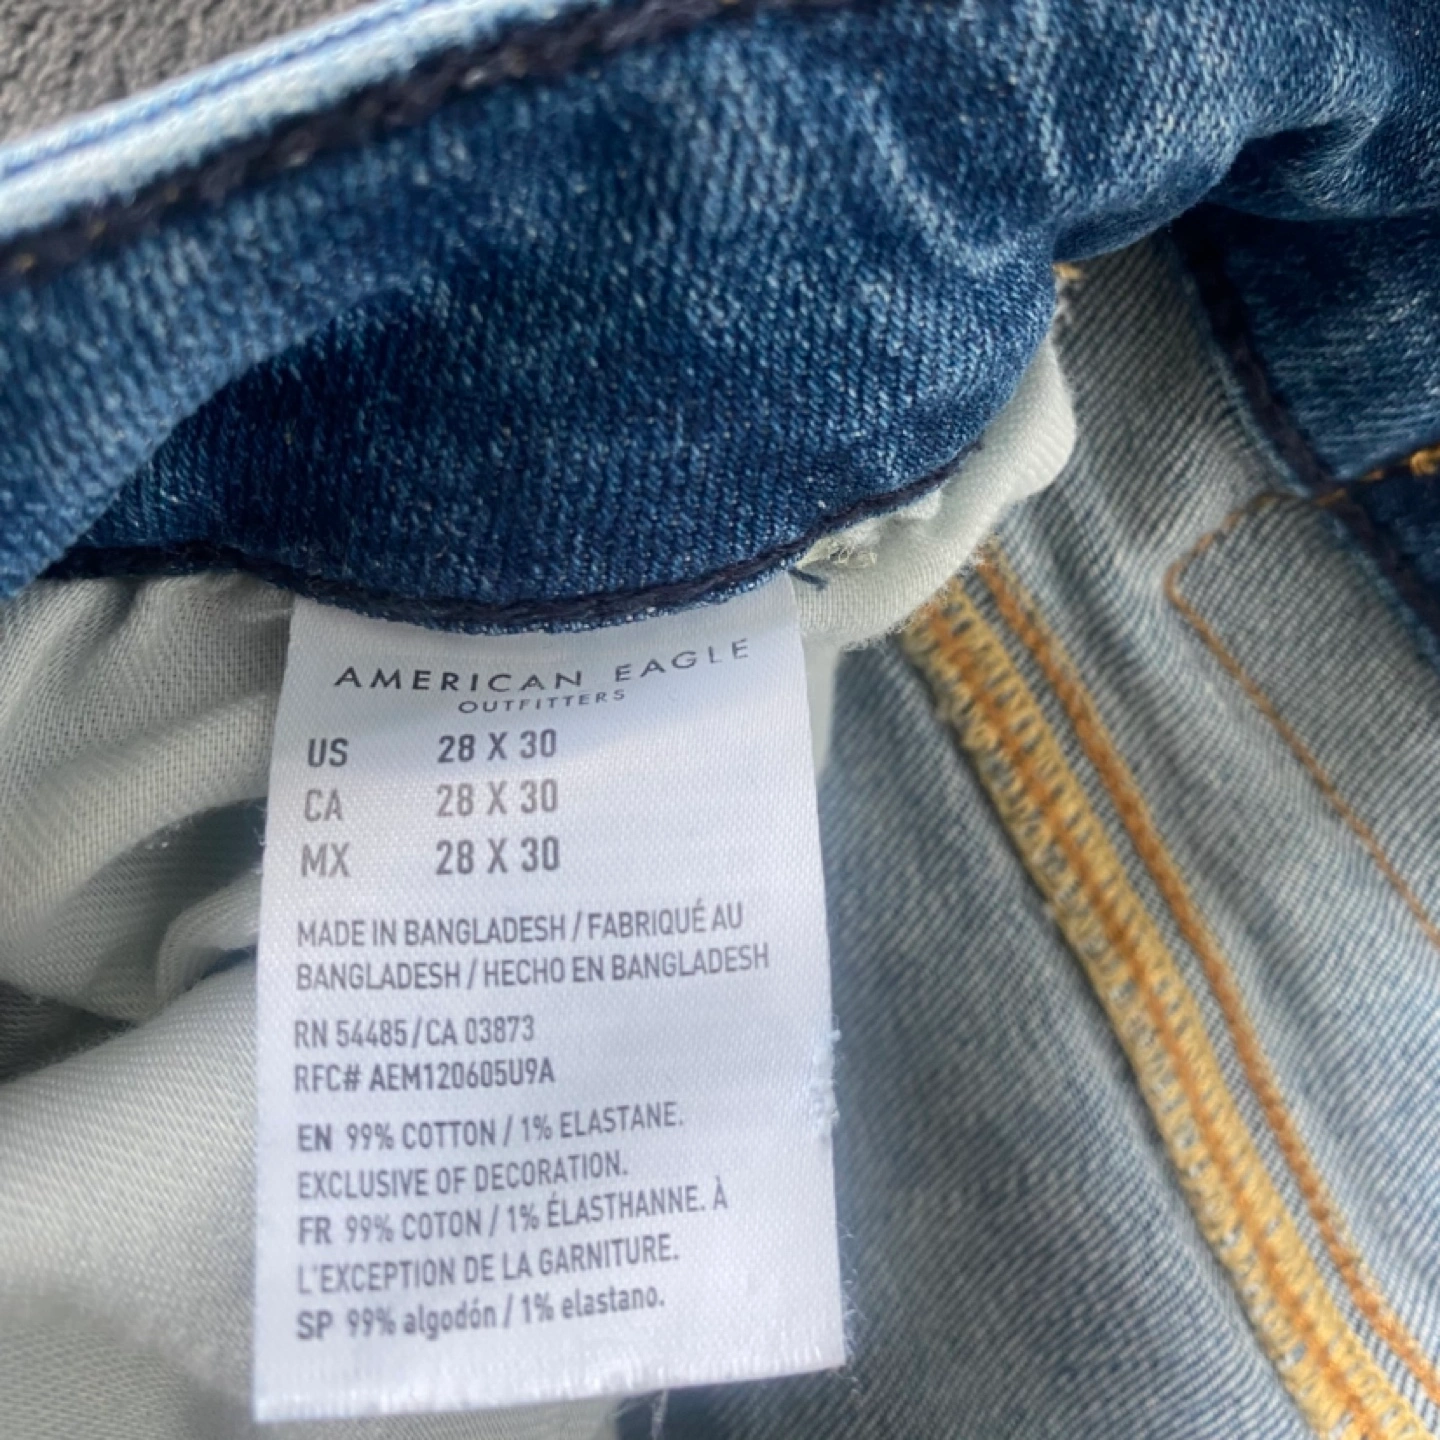 AMERICAN EAGLE
OUTFITTERS
US 28 X 30
CA 28 X 30
MX 28 X 30
MADE IN BANGLADESH / FABRIQUÉ AU
BANGLADESH / HECHO EN BANGLADESH
RN 54485/CA 03873
RFC# AEM120605U9A
EN 99% COTTON / 1% ELASTANE.
EXCLUSIVE OF DECORATION.
FR 99% COTON / 1% ÉLASTHANNE. À
L'EXCEPTION DE LA GARNITURE.
SP 99% algodón / 1% elastano.